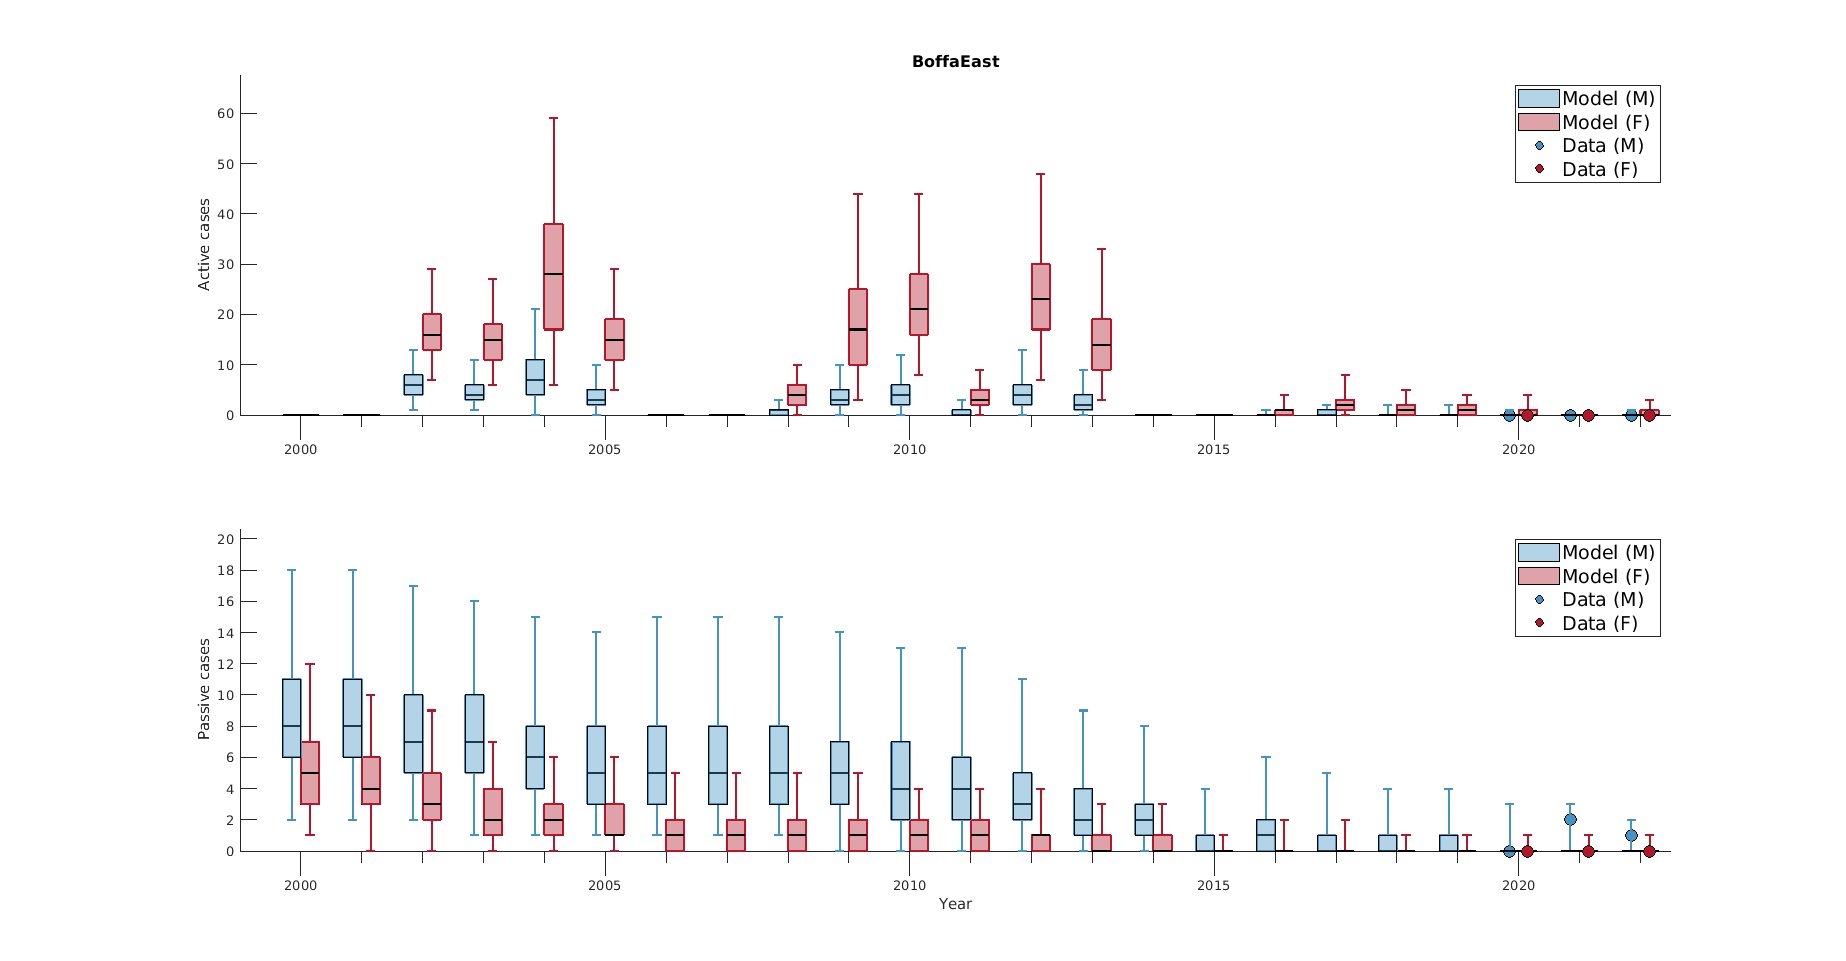 BoffaEast
Active cases
60
50
40
30
20
10
0
2000
2005
2010
2015
2020
Model (M)
Model (F)
Data (M)
Data (F)
Passive cases
20
18
16
14
12
10
8
6
4
2
0
2000
2005
2010
2015
2020
Year
Model (M)
Model (F)
Data (M)
Data (F)